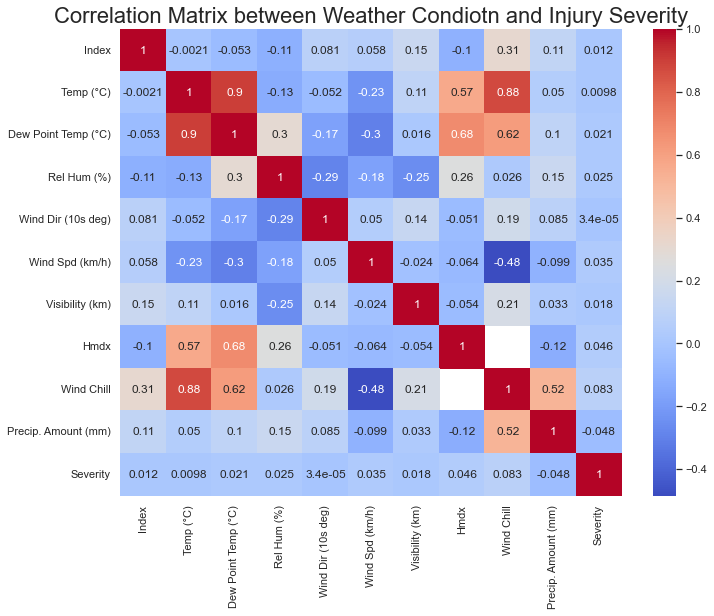 Correlation Matrix between Weather Condiotn and Injury Severity
Index 1 -0.0021 -0.053 -0.11 0.081 0.058 0.15 -0.1 0.31 0.11 0.012
Temp (°C) -0.0021 1 0.9 -0.13 -0.052 -0.23 0.11 0.57 0.88 0.05 0.0098
Dew Point Temp (°C) -0.053 0.9 1 0.3 -0.17 -0.3 0.016 0.68 0.62 0.1 0.021
Rel Hum (%) -0.11 -0.13 0.3 1 -0.29 -0.18 -0.25 0.26 0.026 0.15 0.025
Wind Dir (10s deg) 0.081 -0.052 -0.17 -0.29 1 0.05 0.14 -0.051 0.19 0.085 3.4e-05
Wind Spd (km/h) 0.058 -0.23 -0.3 -0.18 0.05 1 -0.024 -0.064 -0.48 -0.099 0.035
Visibility (km) 0.15 0.11 0.016 -0.25 0.14 -0.024 1 -0.054 0.21 0.033 0.018
Hmdx -0.1 0.57 0.68 0.26 -0.051 -0.064 -0.054 1 -0.12 0.046
Wind Chill 0.31 0.88 0.62 0.026 0.19 -0.48 0.21 1 0.52 0.083
Precip. Amount (mm) 0.11 0.05 0.1 0.15 0.085 -0.099 0.033 -0.12 0.52 1 -0.048
Severity 0.012 0.0098 0.021 0.025 3.4e-05 0.035 0.018 0.046 0.083 -0.048 1
Index
Temp (°C)
Dew Point Temp (°C)
Rel Hum (%)
Wind Dir (10s deg)
Wind Spd (km/h)
Visibility (km)
Hmdx
Wind Chill
Precip. Amount (mm)
Severity
1.0
0.8
0.6
0.4
0.2
0.0
−0.2
−0.4